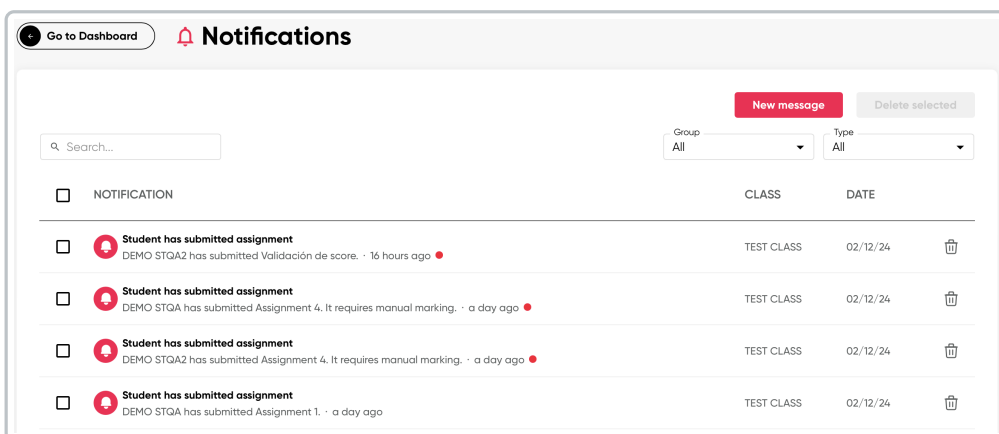 Go to Dashboard
Notifications
New message
Delete selected
Search...
Group
All
Type
All
NOTIFICATION
CLASS
DATE
Student has submitted assignment
DEMO STQA2 has submitted Validación de score. · 16 hours ago
TEST CLASS
02/12/24
Student has submitted assignment
DEMO STQA has submitted Assignment 4. It requires manual marking. · a day ago
TEST CLASS
02/12/24
Student has submitted assignment
DEMO STQA2 has submitted Assignment 4. It requires manual marking. · a day ago
TEST CLASS
02/12/24
Student has submitted assignment
DEMO STQA has submitted Assignment 1. · a day ago
TEST CLASS
02/12/24